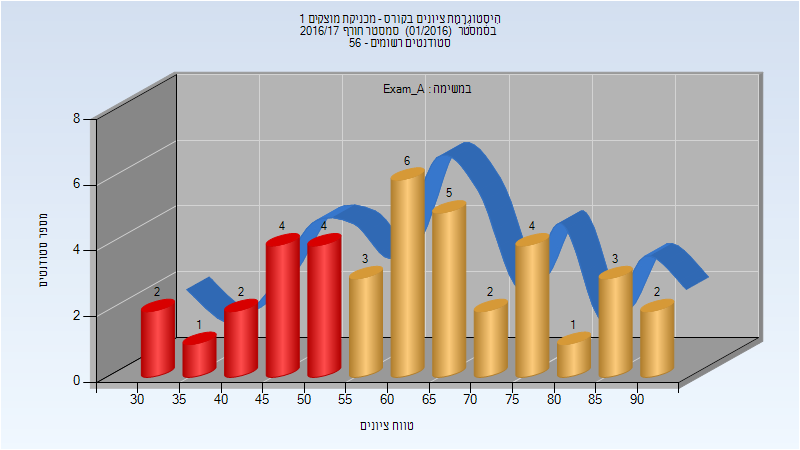 היסטוגרמת ציונים בקורס - מכניקת מוצקים 1
בסמסטר (01/2016) סמסטר חורף 2016/17
סטודנטים רשומים - 56
במשימה : Exam_A
מספר סטודנטים
8
6
4
2
0
2
1
2
4
4
3
6
5
2
4
1
3
2
30 35 40 45 50 55 60 65 70 75 80 85 90
טווח ציונים